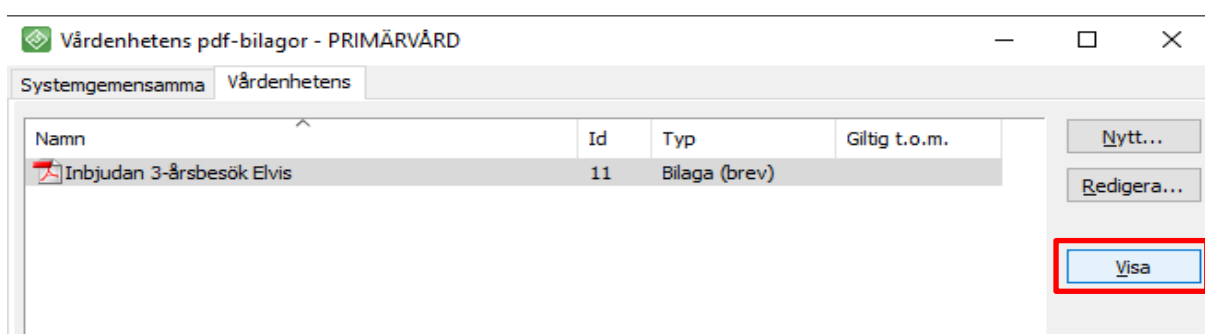 Vårdenhetens pdf-bilagor - PRIMÄRVÅRD
Systemgemensamma Vårdenhetens
Namn Id Typ Giltig t.o.m. Nytt...
Inbjudan 3-årsbesök Elvis 11 Bilaga (brev) Redigera...
Visa